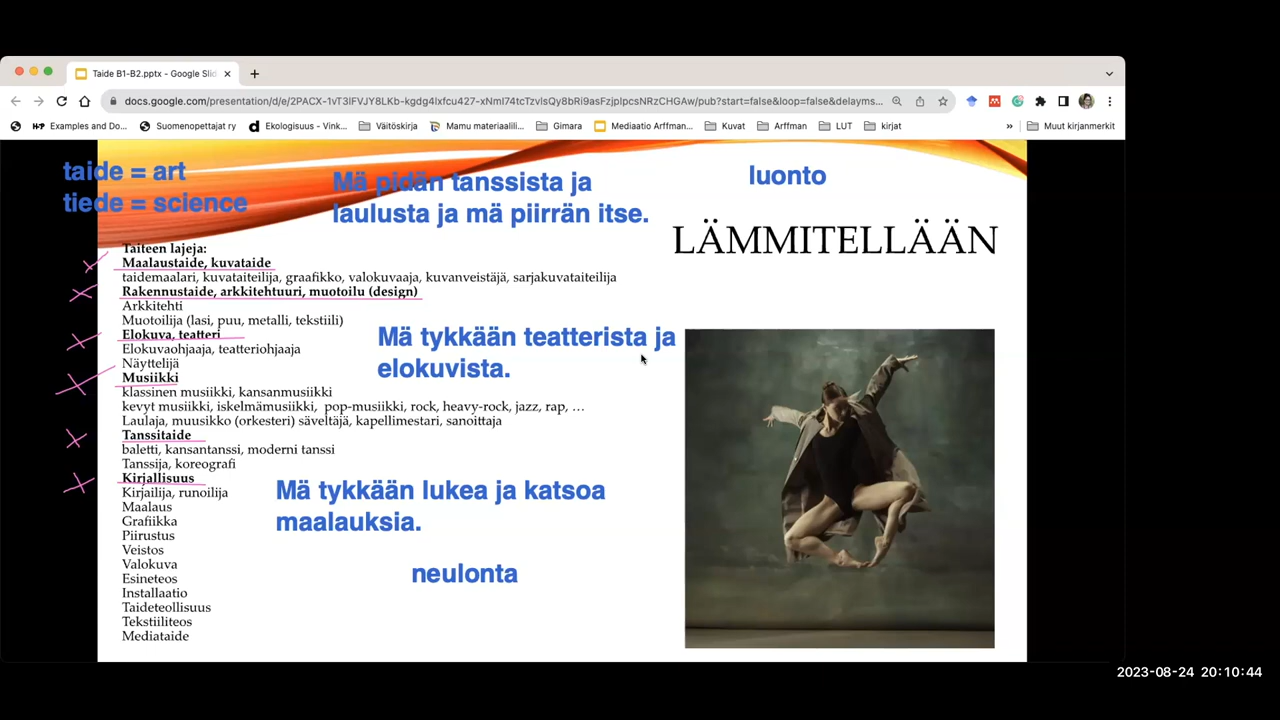 Taide B1-B2.pptx - Google Slid
docs.google.com/presentation/d/e/2PACX-1vT3lFVJY8LKb-kgdg4lxfcu427-xNml74tcTzvlsQy8bRi9asFzjplpcsNRzCHGAw/pub?start=false&loop=false&delayms...
Examples and Do... Suomenopettajat ry Ekologisuus - Vink... Väitöskirja Mamu materiaalili... Gimara Mediaatio Arffman... Kuvat Arffman LUT kirjat » Muut kirjanmerkit
taide = art
tiede = science
Mä pidän tanssista ja
laulusta ja mä piirrän itse.
luonto
LÄMMITELLÄÄN
Taiteen lajeja:
Maalaustaide, kuvataide
taidemaalari, kuvataiteilija, graafikko, valokuvaaja, kuvanveistäjä, sarjakuvataiteilija
Rakennustaide, arkkitehtuuri, muotoilu (design)
Arkkitehti
Muotoilija (lasi, puu, metalli, tekstiili)
Elokuva, teatteri
Elokuvaohjaaja, teatteriohjaaja
Näyttelijä
Mä tykkään teatterista ja
elokuvista.
Musiikki
klassinen musiikki, kansanmusiikki
kevyt musiikki, iskelmämusiikki, pop-musiikki, rock, heavy-rock, jazz, rap, …
Laulaja, muusikko (orkesteri) säveltäjä, kapellimestari, sanoittaja
Tanssitaide
baletti, kansantanssi, moderni tanssi
Tanssija, koreografi
Kirjallisuus
Kirjailija, runoilija
Maalaus
Grafiikka
Piirustus
Veistos
Valokuva
Esineteos
Installaatio
Taideteollisuus
Tekstiiliteos
Mediataide
Mä tykkään lukea ja katsoa
maalauksia.
neulonta
2023-08-24 20:10:44